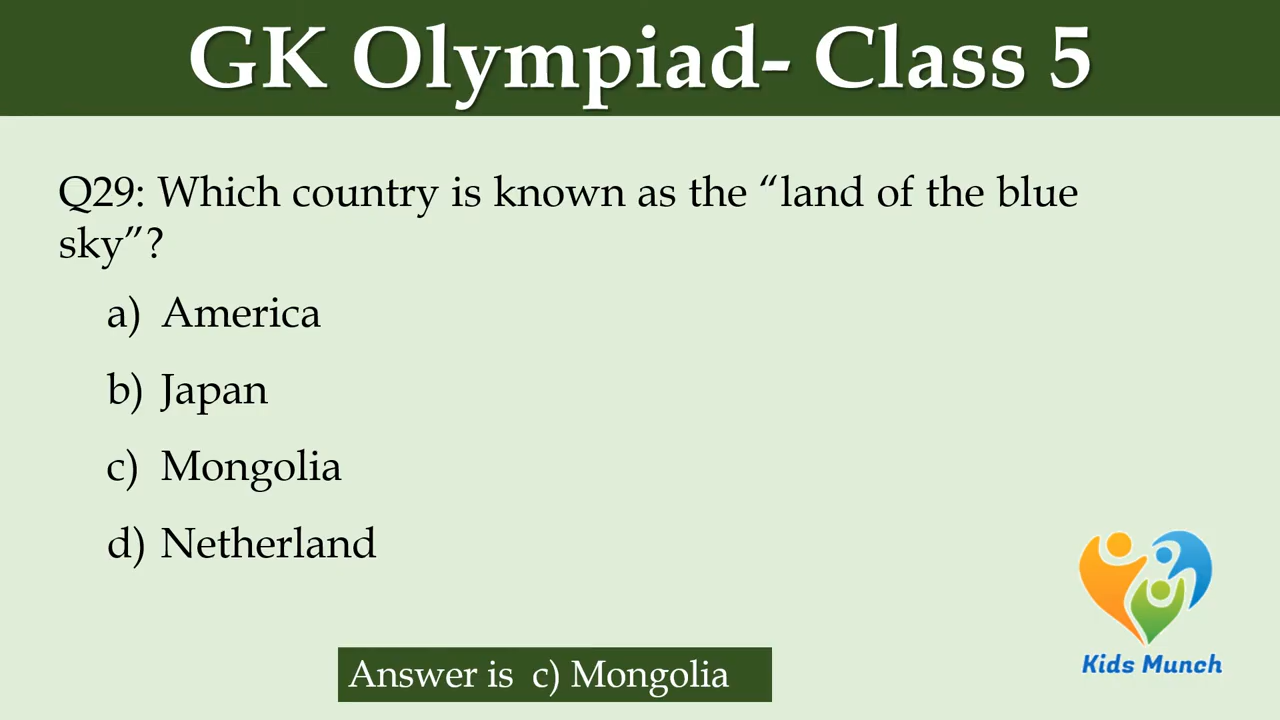 GK Olympiad- Class 5
Q29: Which country is known as the “land of the blue
sky”?
a) America
b) Japan
c) Mongolia
d) Netherland
Answer is c) Mongolia
Kids Munch